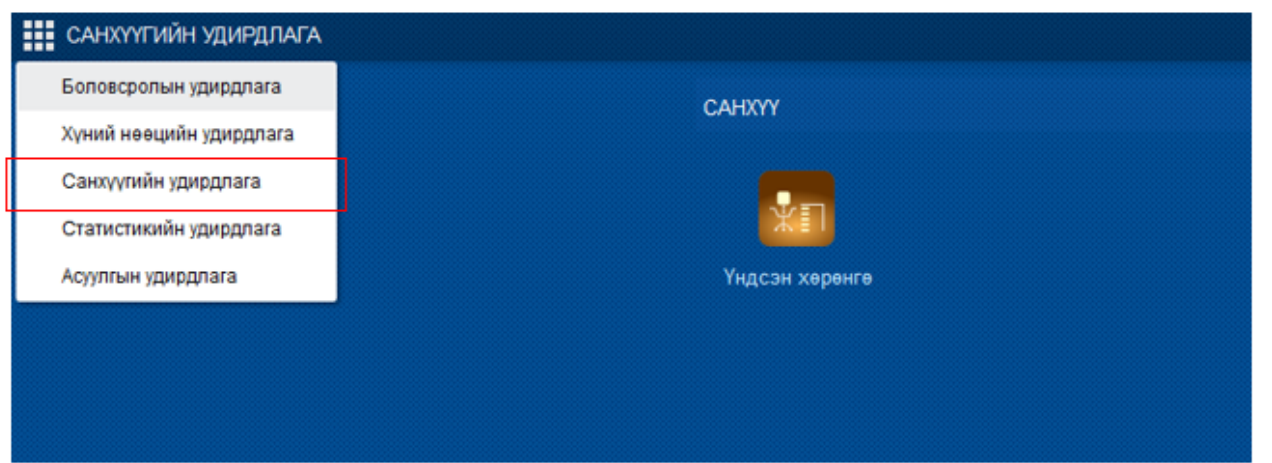 САНХҮҮГИЙН УДИРДЛАГА
Боловсролын удирдлага
Хүний нөөцийн удирдлага
Санхүүгийн удирдлага
Статистикийн удирдлага
Асуулгын удирдлага
САНХҮҮ
Үндсэн хөрөнгө